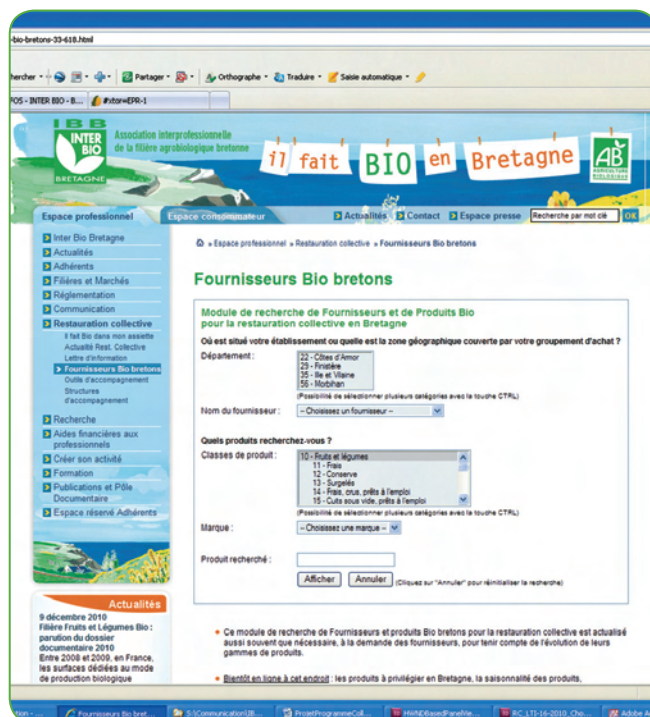 -bio-bretons-33-618.html
hercher
Partager
Orthographe
Traduire
Saisie automatique
POS - INTER BIO - B...
#xtor=EPR-1
IBB
INTER
BIO
BRETAGNE
Association interprofessionnelle
de la filière agrobiologique bretonne
il fait BIO en Bretagne
AB
AGRICULTURE
BIOLOGIQUE
Espace professionnel
Espace consommateur
Actualités
Contact
Espace presse
Recherche par mot clé
OK
Inter Bio Bretagne
Actualités
Adhérents
Filières et Marchés
Réglementation
Communication
Restauration collective
Il fait Bio dans mon assiette
Actualité Rest. Collective
Lettre d'information
Fournisseurs Bio bretons
Outils d'accompagnement
Structures
d'accompagnement
Recherche
Aides financières aux
professionnels
Créer son activité
Formation
Publications et Pôle
Documentaire
Espace réservé Adhérents
Actualités
9 décembre 2010
Filière Fruits et Légumes Bio :
parution du dossier
documentaire 2010
Entre 2008 et 2009, en France,
les surfaces dédiées au mode
de production biologique
» Espace professionnel » Restauration collective » Fournisseurs Bio bretons
Fournisseurs Bio bretons
Module de recherche de Fournisseurs et de Produits Bio
pour la restauration collective en Bretagne
Où est situé votre établissement ou quelle est la zone géographique couverte par votre groupement d'achat ?
Département :
22 - Côtes d'Armor
29 - Finistère
35 - Ille et Vilaine
56 - Morbihan
(Possibilité de sélectionner plusieurs catégories avec la touche CTRL)
Nom du fournisseur :
-- Choisissez un fournisseur --
Quels produits recherchez-vous ?
Classes de produit :
10 - Fruits et légumes
11 - Frais
12 - Conserve
13 - Surgelés
14 - Frais, crus, prêts à l'emploi
15 - Cuits sous vide, prêts à l'emploi
(Possibilité de sélectionner plusieurs catégories avec la touche CTRL)
Marque :
-- Choisissez une marque --
Produit recherché :
Afficher
Annuler
(Cliquez sur "Annuler" pour réinitialiser la recherche)
Ce module de recherche de Fournisseurs et produits Bio bretons pour la restauration collective est actualisé
aussi souvent que nécessaire, à la demande des fournisseurs, pour tenir compte de l'évolution de leurs
gammes de produits.
Bientôt en ligne à cet endroit : les produits à privilégier en Bretagne, la saisonnalité des produits,
tion - ...
Fournisseurs Bio bret...
S:\Communication\IB...
ProjetProgrammeColl...
HWNDBasedPanelWe...
RC_LTI-16-2010_Cho...
Adobe A